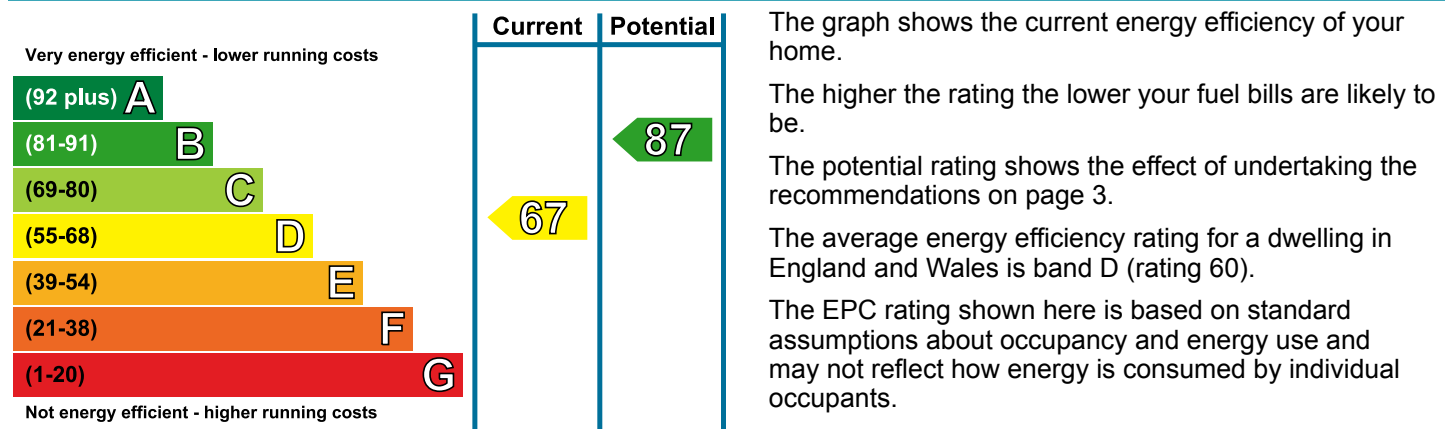 Current Potential
Very energy efficient - lower running costs
(92 plus) A
(81-91) B
87
(69-80) C
67
(55-68) D
(39-54) E
(21-38) F
(1-20) G
Not energy efficient - higher running costs
The graph shows the current energy efficiency of your
home.
The higher the rating the lower your fuel bills are likely to
be.
The potential rating shows the effect of undertaking the
recommendations on page 3.
The average energy efficiency rating for a dwelling in
England and Wales is band D (rating 60).
The EPC rating shown here is based on standard
assumptions about occupancy and energy use and
may not reflect how energy is consumed by individual
occupants.